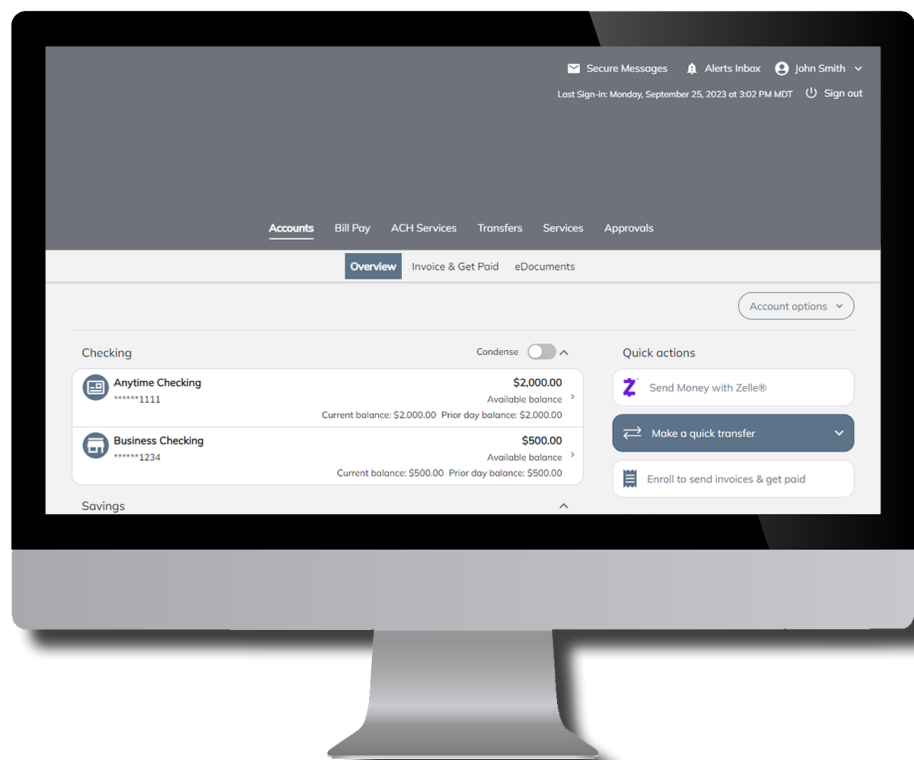 Secure Messages Alerts Inbox John Smith
Last Sign-in: Monday, September 25, 2023 at 3:02 PM MDT Sign out
Accounts Bill Pay ACH Services Transfers Services Approvals
Overview Invoice & Get Paid eDocuments
Account options
Checking Condense
Anytime Checking $2,000.00
******1111 Available balance
Current balance: $2,000.00 Prior day balance: $2,000.00
Business Checking $500.00
******1234 Available balance
Current balance: $500.00 Prior day balance: $500.00
Savings
Quick actions
Send Money with Zelle®
Make a quick transfer
Enroll to send invoices & get paid